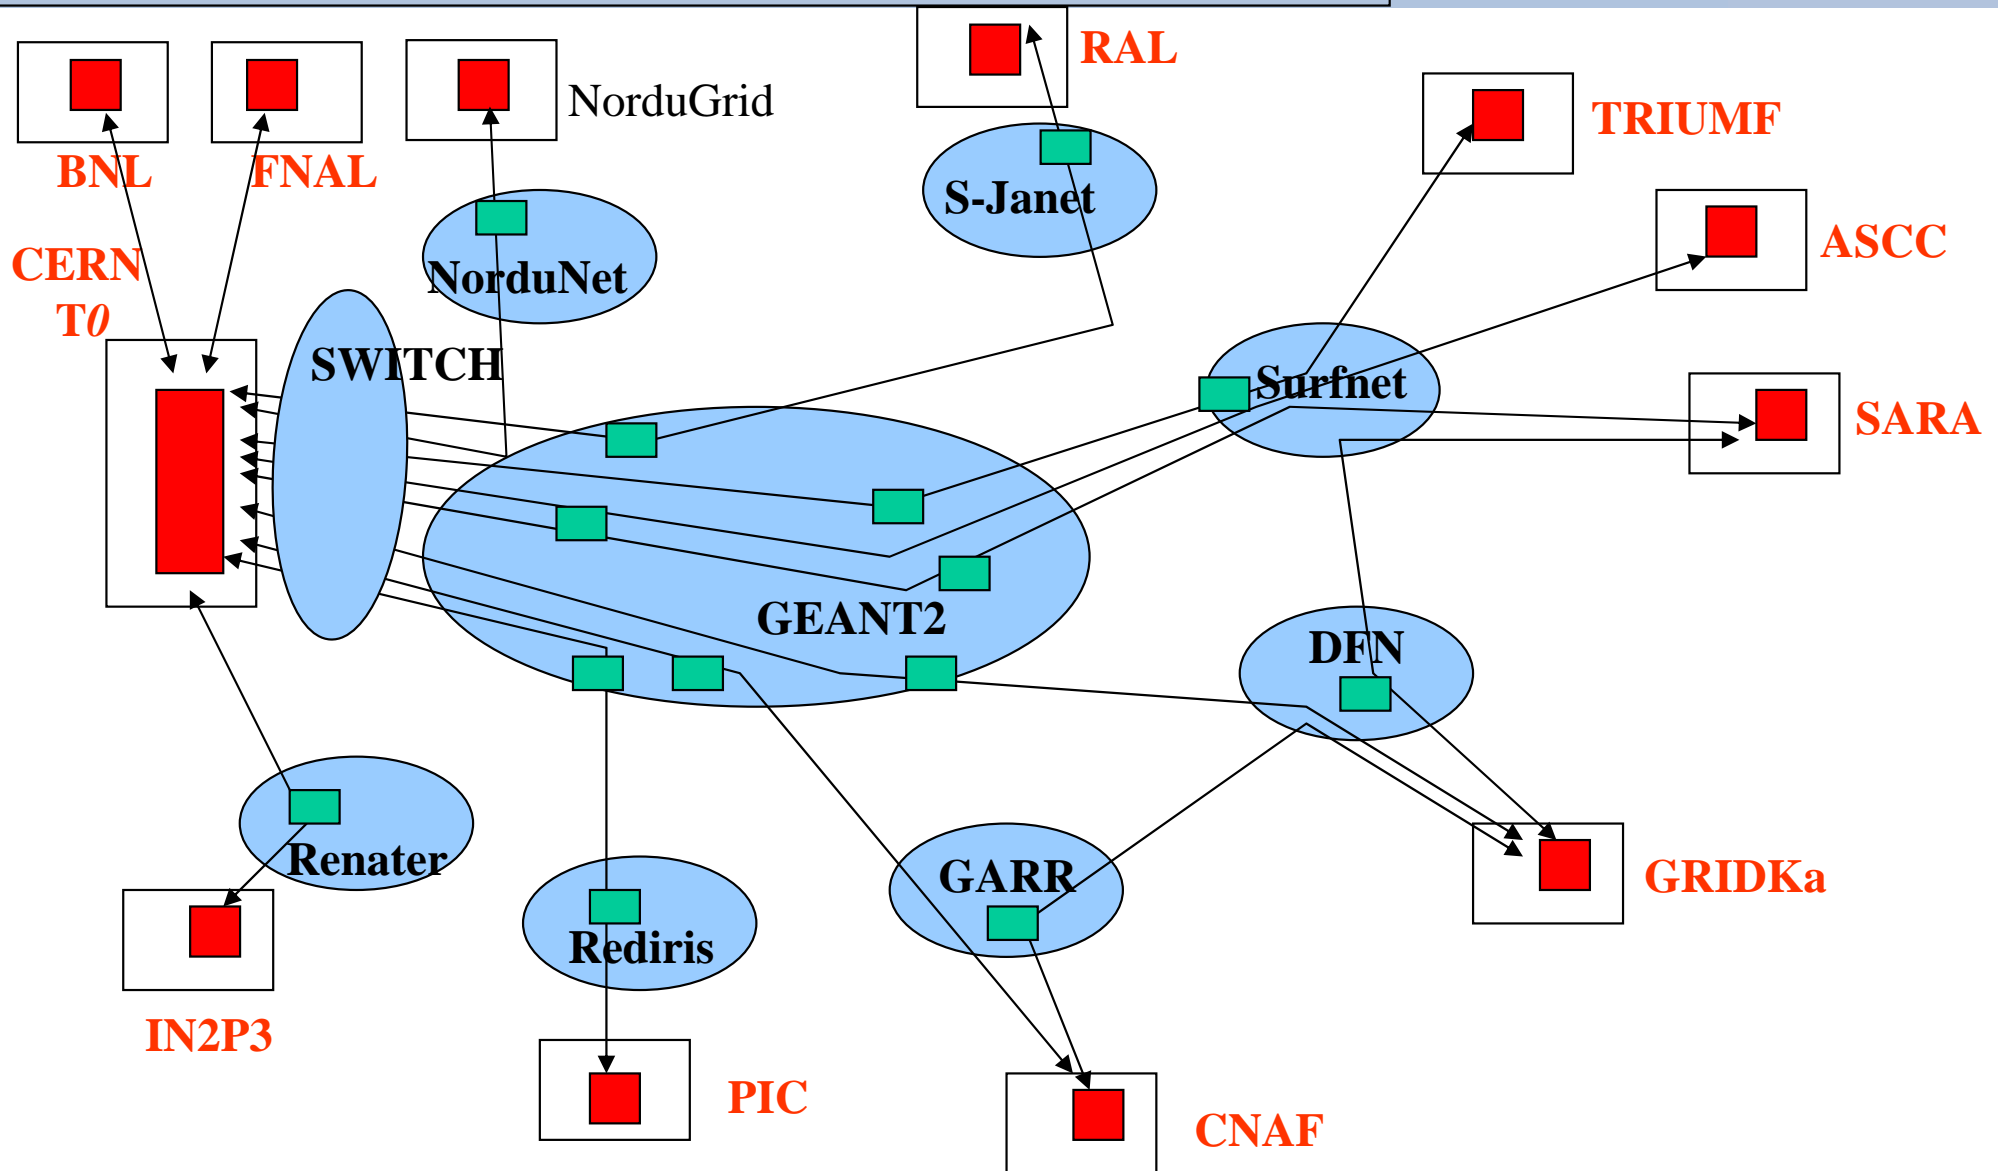 RAL
NorduGrid
TRIUMF
BNL
FNAL
S-Janet
ASCC
CERN
T0
NorduNet
SWITCH
Surfnet
SARA
GEANT2
DFN
Renater
GARR
GRIDKa
Rediris
IN2P3
PIC
CNAF